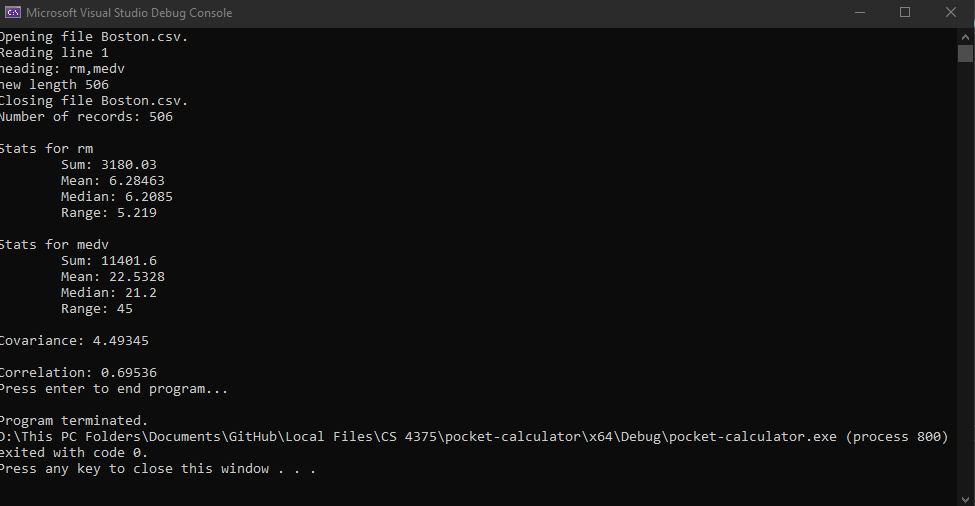 Microsoft Visual Studio Debug Console
Opening file Boston.csv.
Reading line 1
heading: rm,medv
new length 506
Closing file Boston.csv.
Number of records: 506
Stats for rm
Sum: 3180.03
Mean: 6.28463
Median: 6.2085
Range: 5.219
Stats for medv
Sum: 11401.6
Mean: 22.5328
Median: 21.2
Range: 45
Covariance: 4.49345
Correlation: 0.69536
Press enter to end program...
Program terminated.
D:\This PC Folders\Documents\GitHub\Local Files\CS 4375\pocket-calculator\x64\Debug\pocket-calculator.exe (process 800)
exited with code 0.
Press any key to close this window . . .